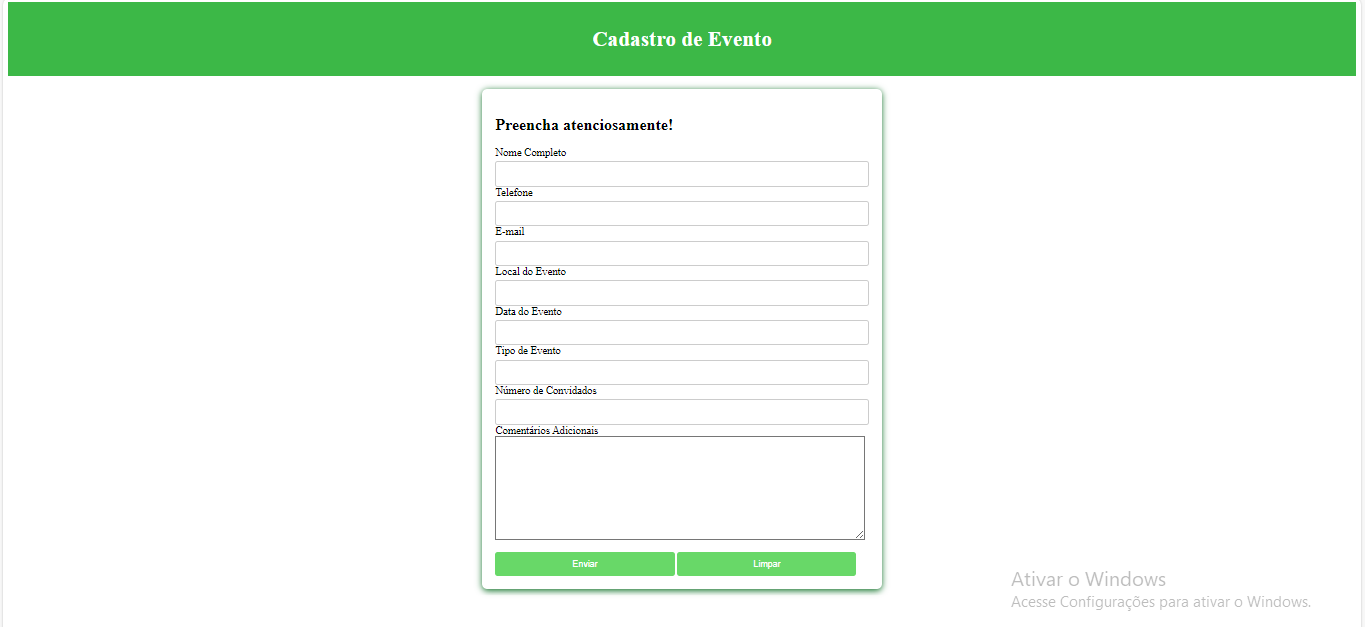 Cadastro de Evento
Preencha atenciosamente!
Nome Completo
Telefone
E-mail
Local do Evento
Data do Evento
Tipo de Evento
Número de Convidados
Comentários Adicionais
Enviar Limpar
Ativar o Windows
Acesse Configurações para ativar o Windows.